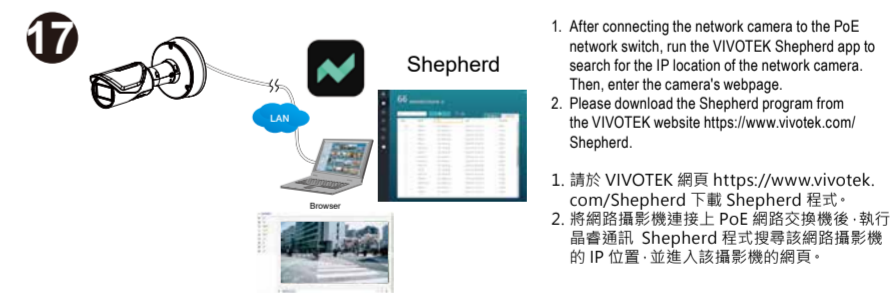 17
Shepherd
LAN
Browser
66
1. After connecting the network camera to the PoE
network switch, run the VIVOTEK Shepherd app to
search for the IP location of the network camera.
Then, enter the camera's webpage.
2. Please download the Shepherd program from
the VIVOTEK website https://www.vivotek.com/
Shepherd.
1. 請於 VIVOTEK 網頁 https://www.vivotek.
com/Shepherd 下載 Shepherd 程式。
2. 將網路攝影機連接上 PoE 網路交換機後,執行
晶睿通訊 Shepherd 程式搜尋該網路攝影機
的 IP 位置,並進入該攝影機的網頁。